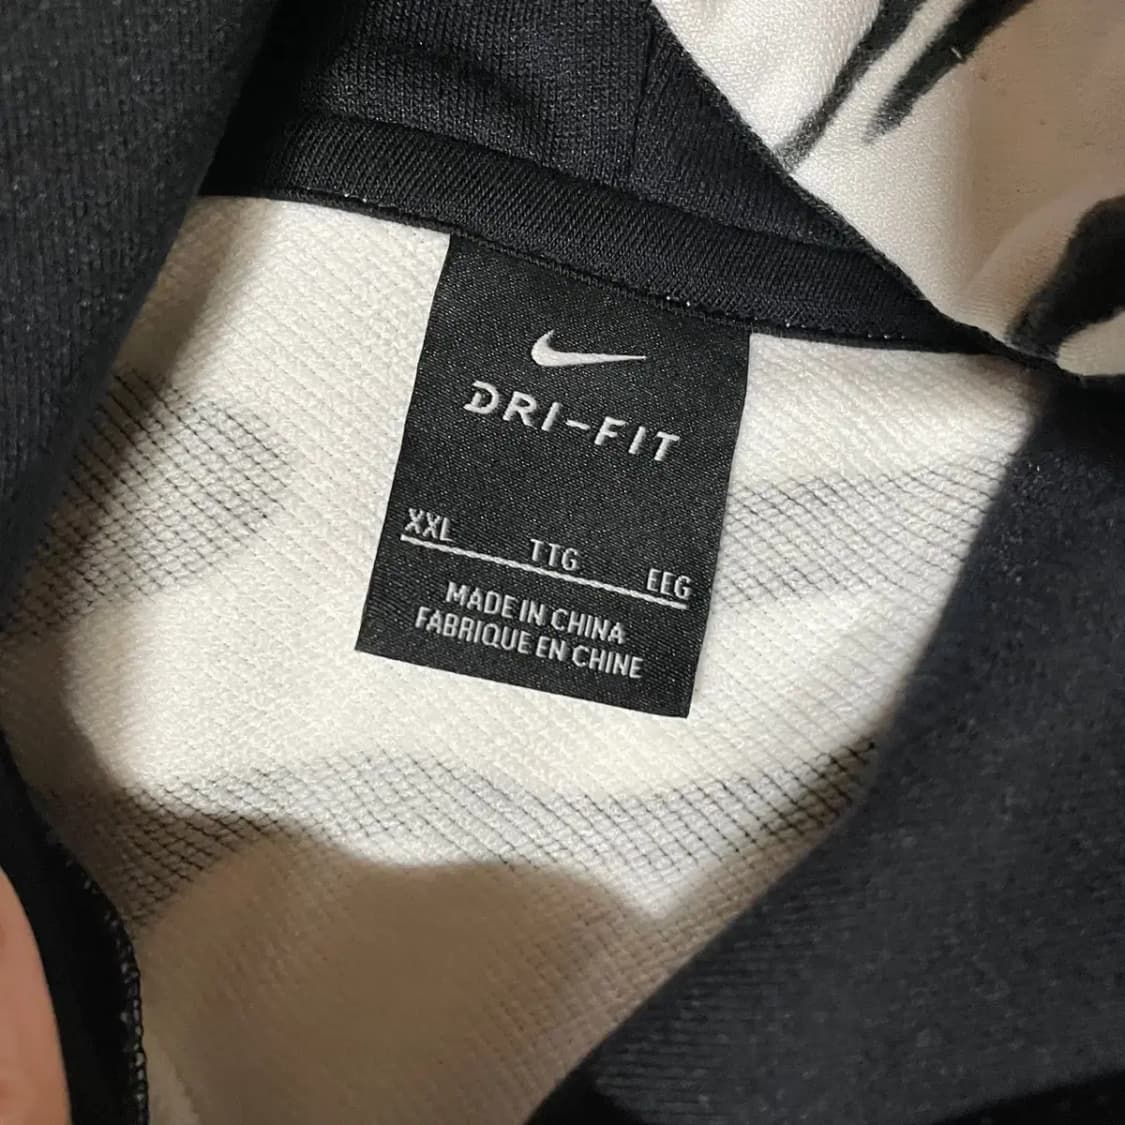 DRI-FIT
XXL TTG EEG
MADE IN CHINA
FABRIQUE EN CHINE